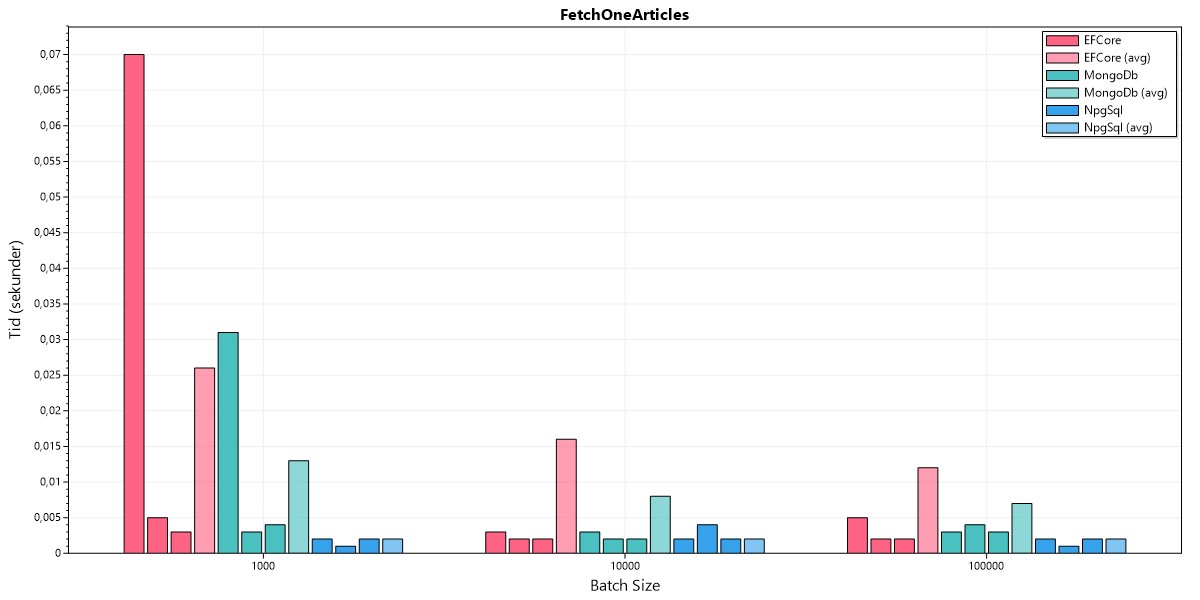 FetchOneArticles
EFCore
EFCore (avg)
MongoDb
MongoDb (avg)
NpgSql
NpgSql (avg)
Tid (sekunder)
0,07
0,065
0,06
0,055
0,05
0,045
0,04
0,035
0,03
0,025
0,02
0,015
0,01
0,005
0
1000
10000
100000
Batch Size